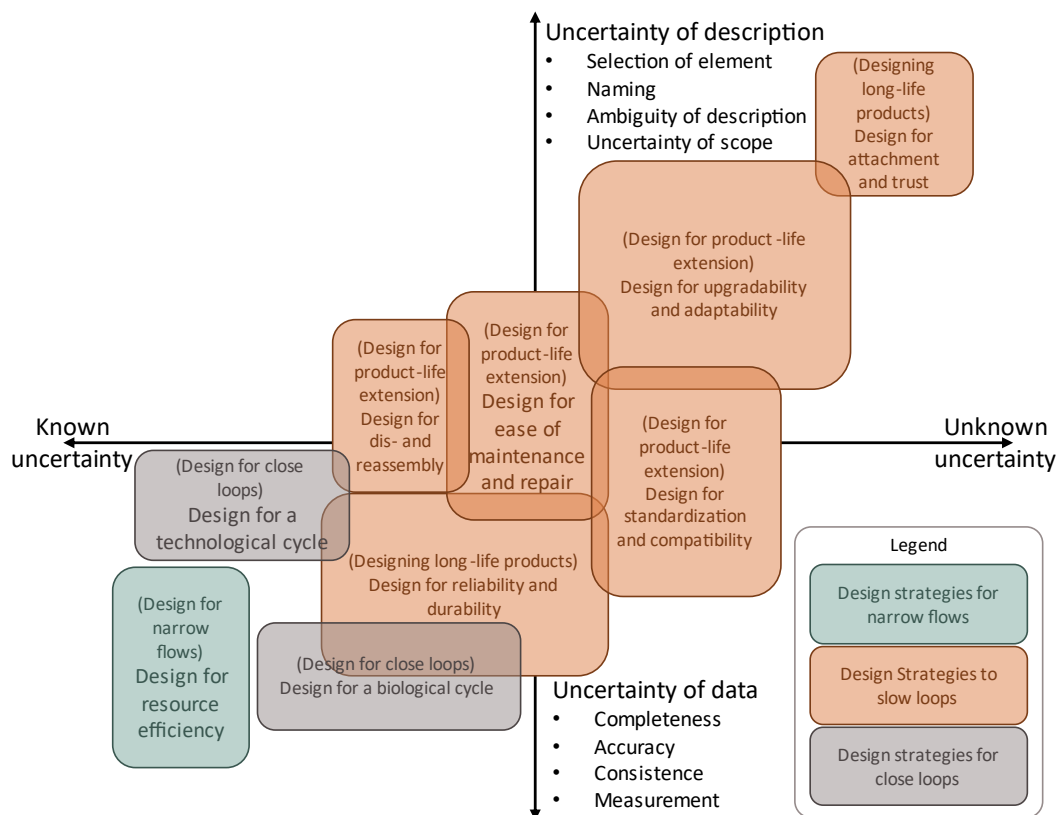 Uncertainty of description
• Selection of element
• Naming
• Ambiguity of description
• Uncertainty of scope
(Designing
long-life
products)
Design for
attachment
and trust
(Design for product -life
extension)
Design for upgradability
and adaptability
(Design for
product-life
extension)
Design for
ease of
maintenance
and repair
(Design for
product-life
extension)
Design for
dis- and
reassembly
(Design for
product-life
extension)
Design for
standardization
and compatibility
Known
uncertainty
Unknown
uncertainty
(Design for close
loops)
Design for a
technological cycle
(Designing long-life products)
Design for reliability and
durability
(Design for
narrow
flows)
Design for
resource
efficiency
(Design for close loops)
Design for a biological cycle
Uncertainty of data
• Completeness
• Accuracy
• Consistence
• Measurement
Legend
Design strategies for
narrow flows
Design Strategies to
slow loops
Design strategies for
close loops